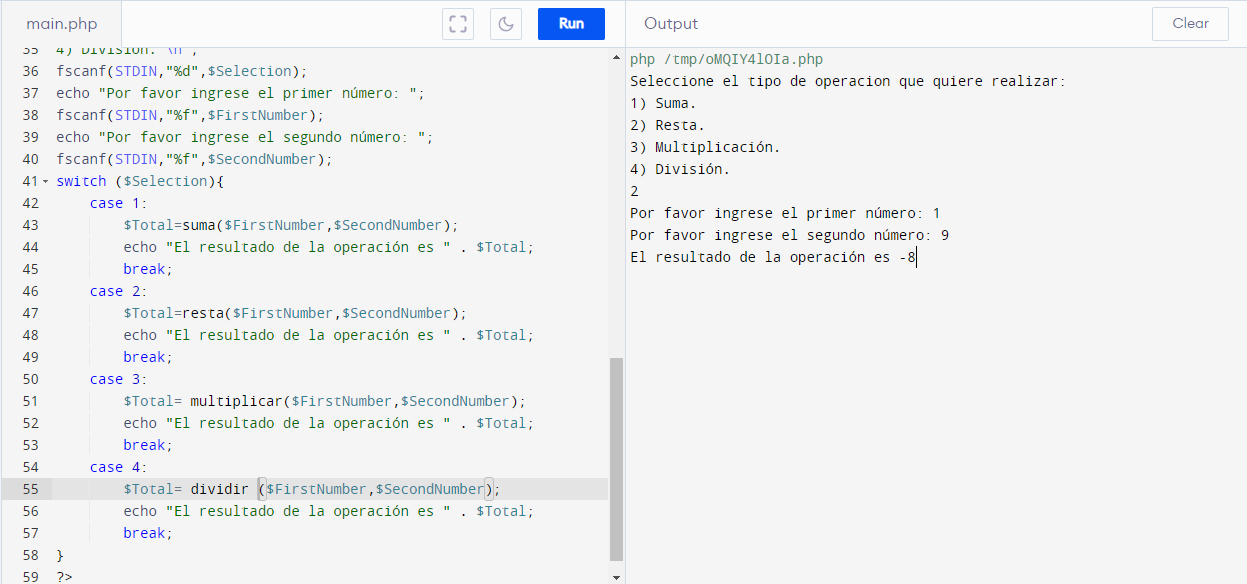 main.php
Run
Output
Clear
35 4) División. \n";
36 fscanf(STDIN,"%d",$Selection);
37 echo "Por favor ingrese el primer número: ";
38 fscanf(STDIN,"%f",$FirstNumber);
39 echo "Por favor ingrese el segundo número: ";
40 fscanf(STDIN,"%f",$SecondNumber);
41 switch ($Selection){
42 case 1:
43 $Total=suma($FirstNumber,$SecondNumber);
44 echo "El resultado de la operación es " . $Total;
45 break;
46 case 2:
47 $Total=resta($FirstNumber,$SecondNumber);
48 echo "El resultado de la operación es " . $Total;
49 break;
50 case 3:
51 $Total= multiplicar($FirstNumber,$SecondNumber);
52 echo "El resultado de la operación es " . $Total;
53 break;
54 case 4:
55 $Total= dividir ($FirstNumber,$SecondNumber);
56 echo "El resultado de la operación es " . $Total;
57 break;
58 }
59 ?>
php /tmp/oMQIY4lOIa.php
Seleccione el tipo de operacion que quiere realizar:
1) Suma.
2) Resta.
3) Multiplicación.
4) División.
2
Por favor ingrese el primer número: 1
Por favor ingrese el segundo número: 9
El resultado de la operación es -8